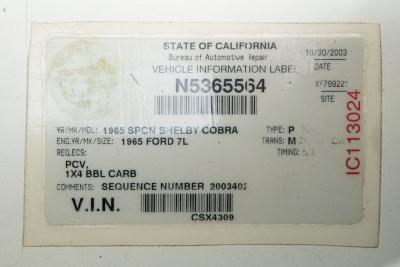 STATE OF CALIFORNIA
Bureau of Automotive Repair
VEHICLE INFORMATION LABEL
10/30/2003
DATE
N5365564
XF79922
SITE
YR/MK/MDL: 1965 SPCN SHELBY COBRA
TYPE: P
ENG.YR/MK/SIZE: 1965 FORD 7L
TRANS: M
REQ.ECS:
TIMING:
PCV,
1X4 BBL CARB
COMMENTS: SEQUENCE NUMBER 2003402
V.I.N.
CSX4309
IC113024